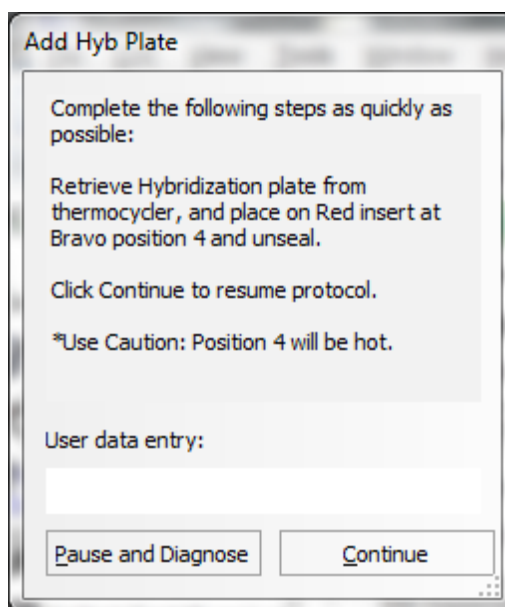 Add Hyb Plate
Complete the following steps as quickly as
possible:
Retrieve Hybridization plate from
thermocycler, and place on Red insert at
Bravo position 4 and unseal.
Click Continue to resume protocol.
*Use Caution: Position 4 will be hot.
User data entry:
Pause and Diagnose
Continue